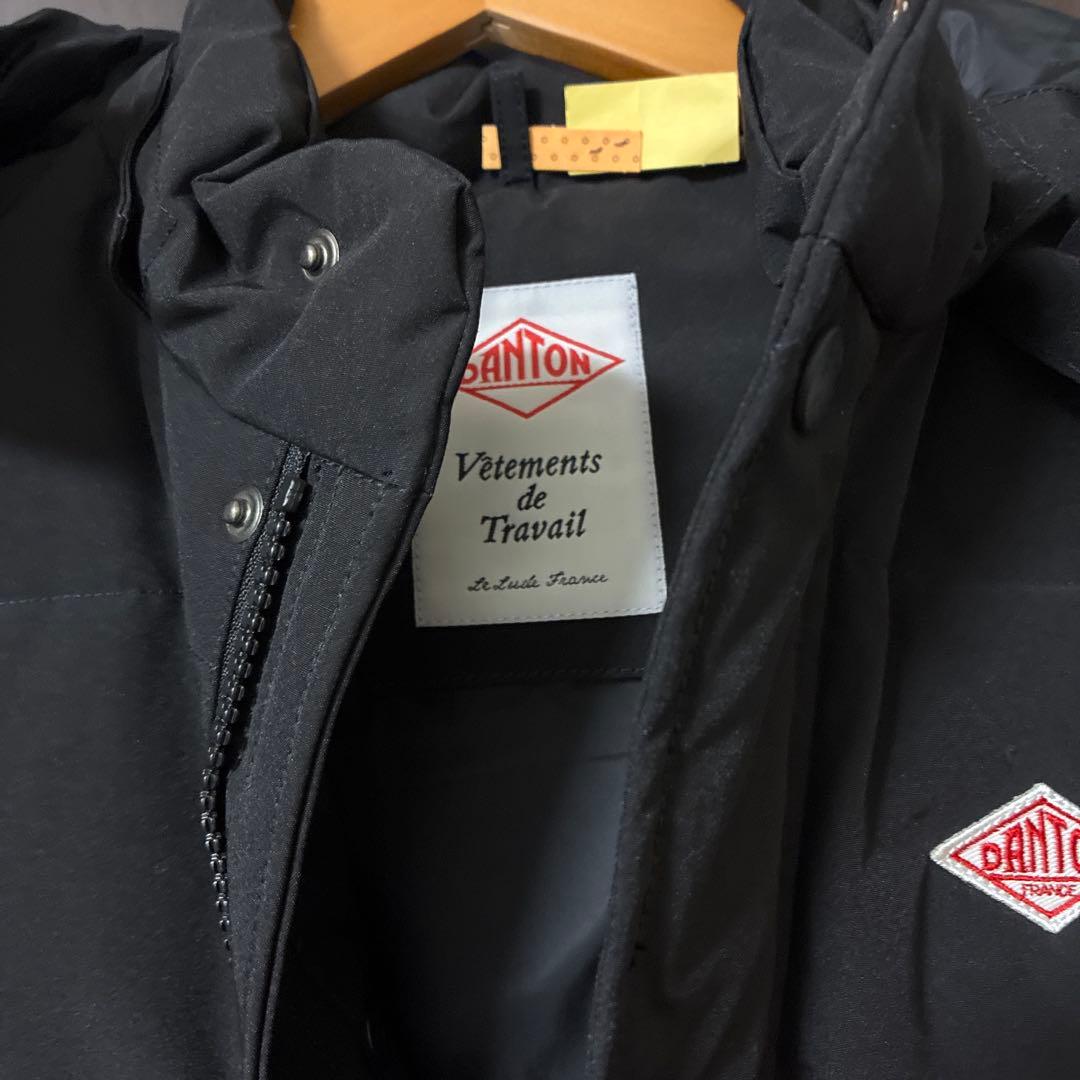 DANTON
Vêtements
de
Travail
Le Lude France
DANTON
FRANCE